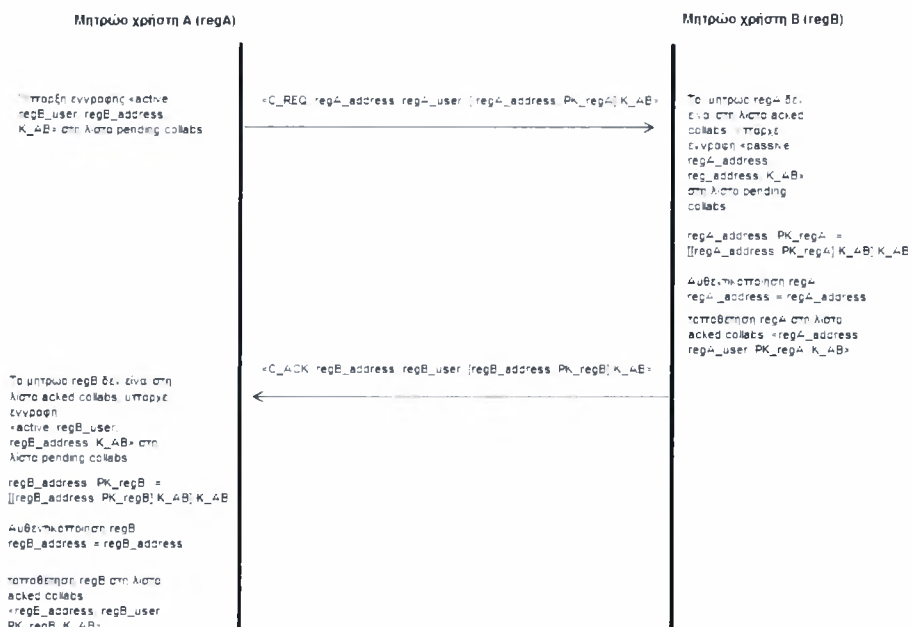 Μητρώο χρήστη Α (regA)
Μητρώο χρήστη Β (regB)
Ύπαρξη εγγραφής <active
regB_user regB_address
K_AB> στη λίστα pending collabs
<C_REQ regA_address regA_user [regA_address PK_regA] K_AB>
Το μητρώο regA δεν
είναι στη λίστα acked
collabs υπάρχει
εγγραφή <passive
regA_address
reg_address K_AB>
στη λίστα pending
collabs
regA_address PK_regA =
[[regA_address PK_regA] K_AB] K_AB
Αυθεντικοποίηση regA
regA_address = regA_address
τοποθέτηση regA στη λίστα
acked collabs <regA_address
regA_user PK_regA K_AB>
<C_ACK regB_address regB_user [regB_address PK_regB] K_AB>
Το μητρώο regB δεν είναι στη
λίστα acked collabs, υπάρχει
εγγραφή
<active regB_user
regB_address K_AB> στη
λίστα pending collabs
regB_address PK_regB =
[[regB_address PK_regB] K_AB] K_AB
Αυθεντικοποίηση regB
regB_address = regB_address
τοποθέτηση regB στη λίστα
acked collabs
<regB_address regB_user
PK_regB K_AB>